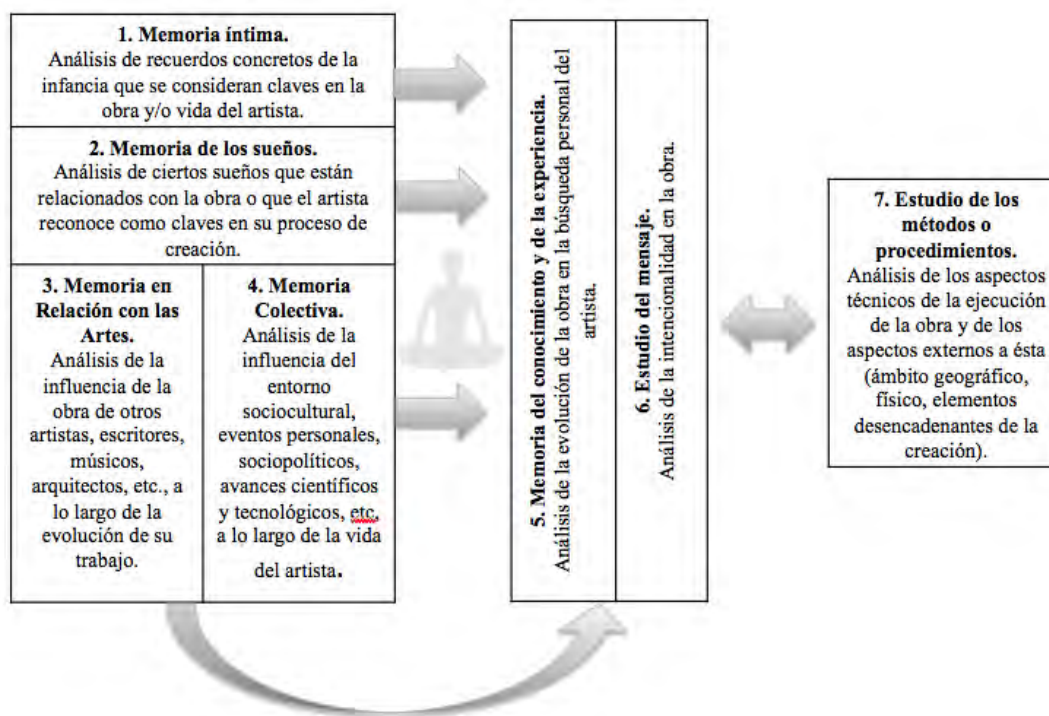 1. Memoria íntima.
Análisis de recuerdos concretos de la
infancia que se consideran claves en la
obra y/o vida del artista.
2. Memoria de los sueños.
Análisis de ciertos sueños que están
relacionados con la obra o que el artista
reconoce como claves en su proceso de
creación.
3. Memoria en
Relación con las
Artes.
Análisis de la
influencia de la
obra de otros
artistas, escritores,
músicos,
arquitectos, etc., a
lo largo de la
evolución de su
trabajo.
4. Memoria
Colectiva.
Análisis de la
influencia del
entorno
sociocultural,
eventos personales,
sociopolíticos,
avances científicos
y tecnológicos, etc,
a lo largo de la vida
del artista.
5. Memoria del conocimiento y de la experiencia.
Análisis de la evolución de la obra en la búsqueda personal del
artista.
6. Estudio del mensaje.
Análisis de la intencionalidad en la obra.
7. Estudio de los
métodos o
procedimientos.
Análisis de los aspectos
técnicos de la ejecución
de la obra y de los
aspectos externos a ésta
(ámbito geográfico,
físico, elementos
desencadenantes de la
creación).